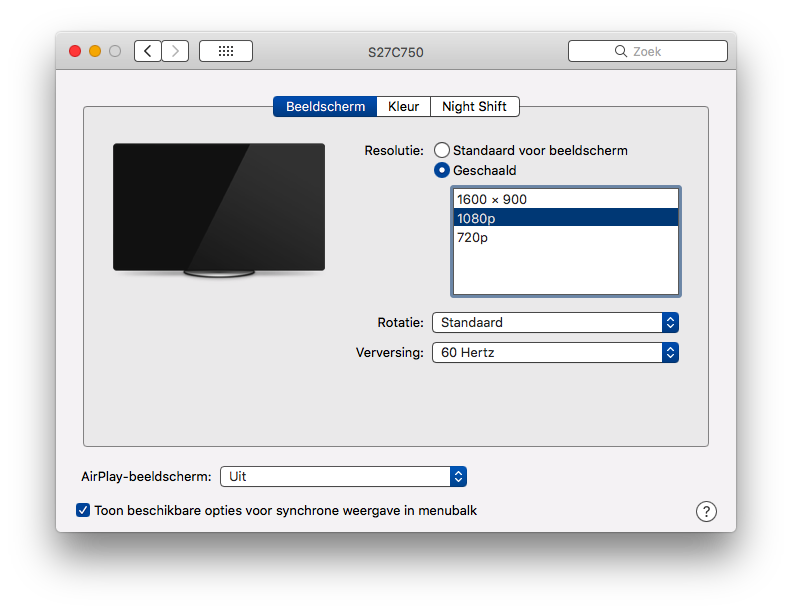 S27C750
Zoek
Beeldscherm Kleur Night Shift
Resolutie: Standaard voor beeldscherm
Geschaald
1600 × 900
1080p
720p
Rotatie: Standaard
Verversing: 60 Hertz
AirPlay-beeldscherm: Uit
Toon beschikbare opties voor synchrone weergave in menubalk
?